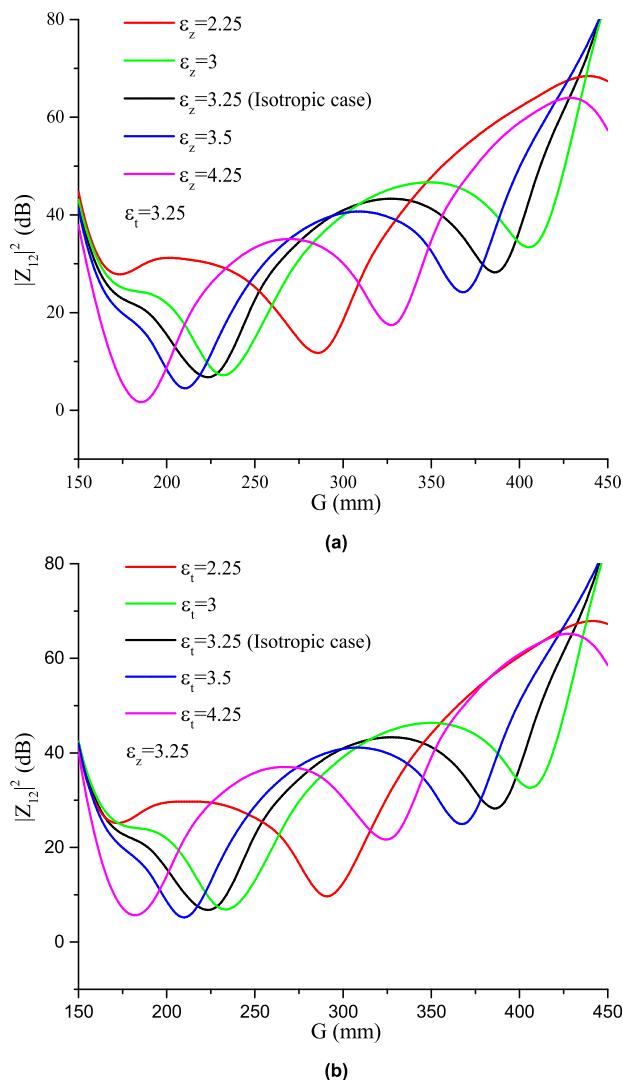 80
60
40
20
0
|Z₁₂|² (dB)
ε_z=2.25
ε_z=3
ε_z=3.25 (Isotropic case)
ε_z=3.5
ε_z=4.25
ε_t=3.25
150 200 250 300 350 400 450
G (mm)
(a)
80
60
40
20
0
|Z₁₂|² (dB)
ε_t=2.25
ε_t=3
ε_t=3.25 (Isotropic case)
ε_t=3.5
ε_t=4.25
ε_z=3.25
150 200 250 300 350 400 450
G (mm)
(b)